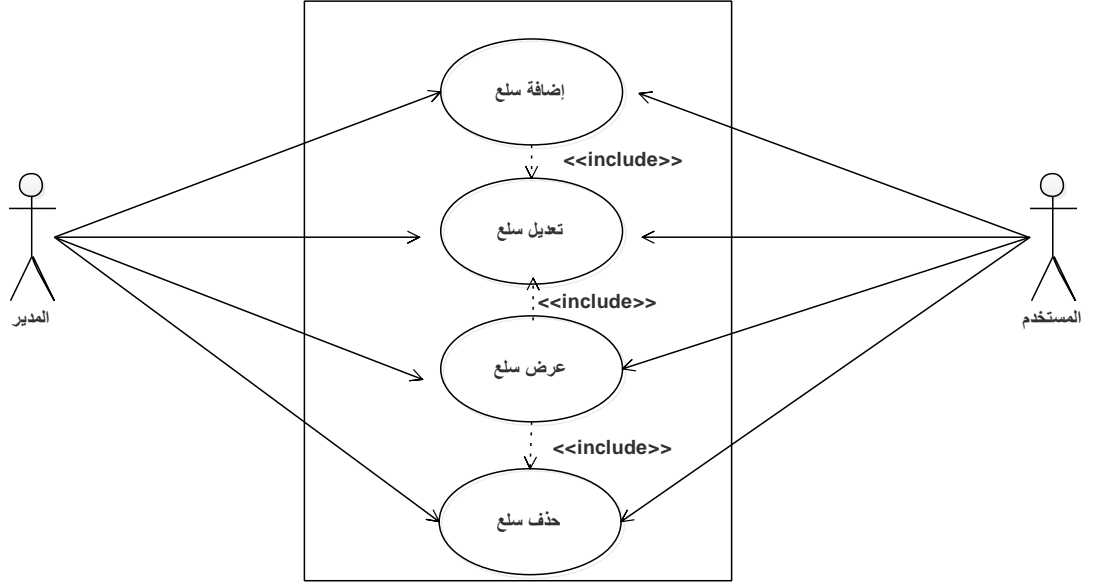 إضافة سلع
<<include>>
تعديل سلع
<<include>>
المدير
المستخدم
عرض سلع
<<include>>
حذف سلع